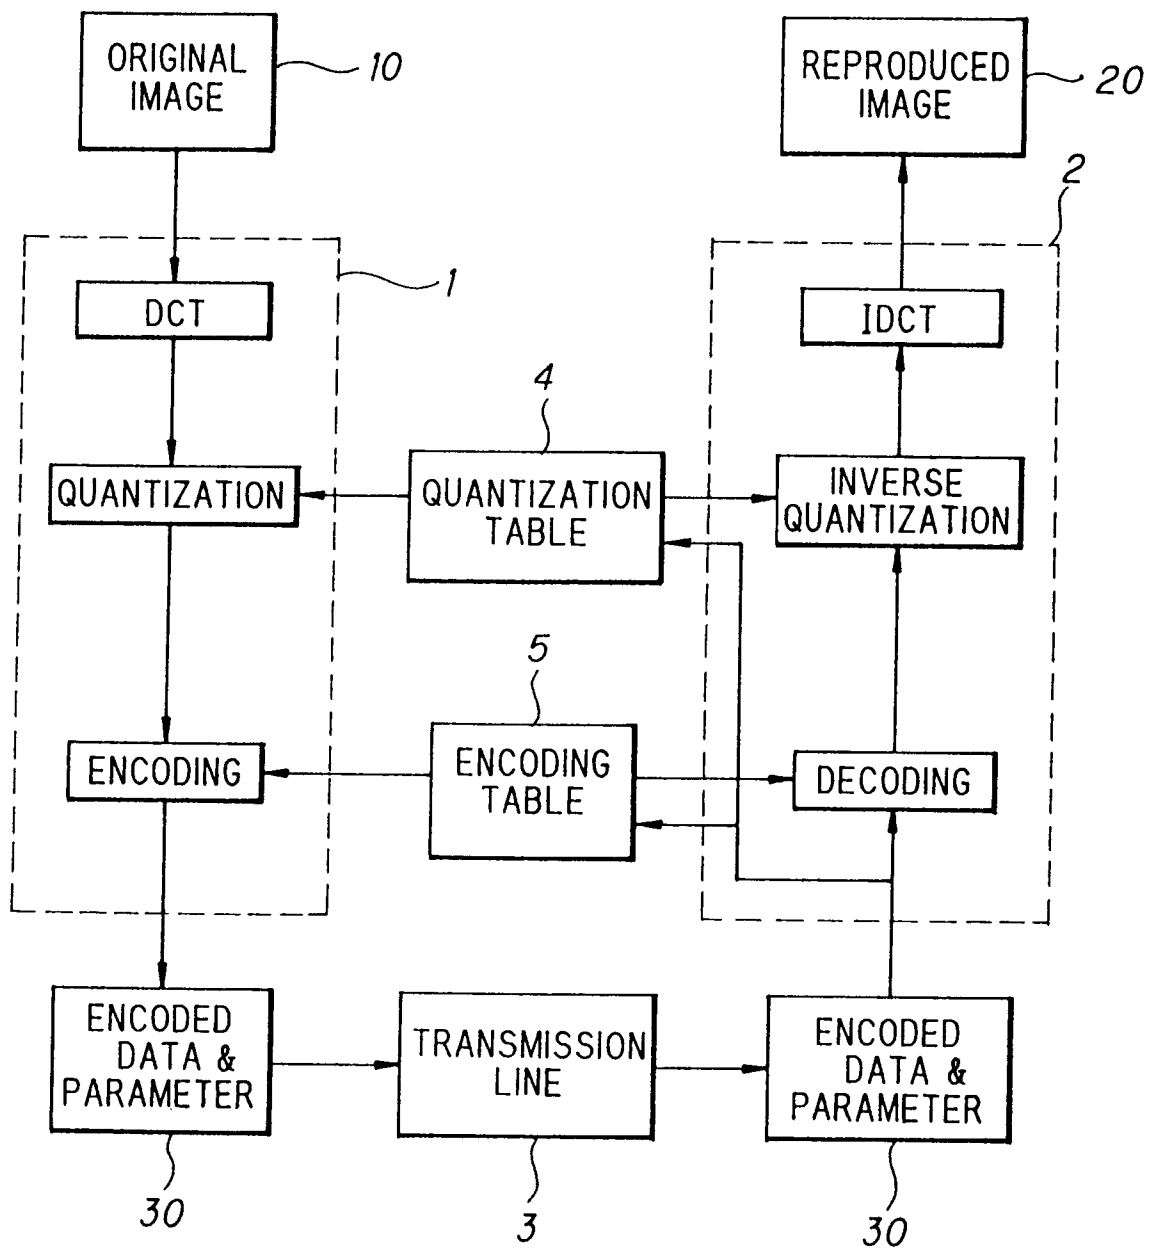 ORIGINAL
IMAGE
10
REPRODUCED
IMAGE
20
2
1
DCT
IDCT
4
QUANTIZATION
QUANTIZATION
TABLE
INVERSE
QUANTIZATION
5
ENCODING
ENCODING
TABLE
DECODING
ENCODED
DATA &
PARAMETER
TRANSMISSION
LINE
ENCODED
DATA &
PARAMETER
30
3
30